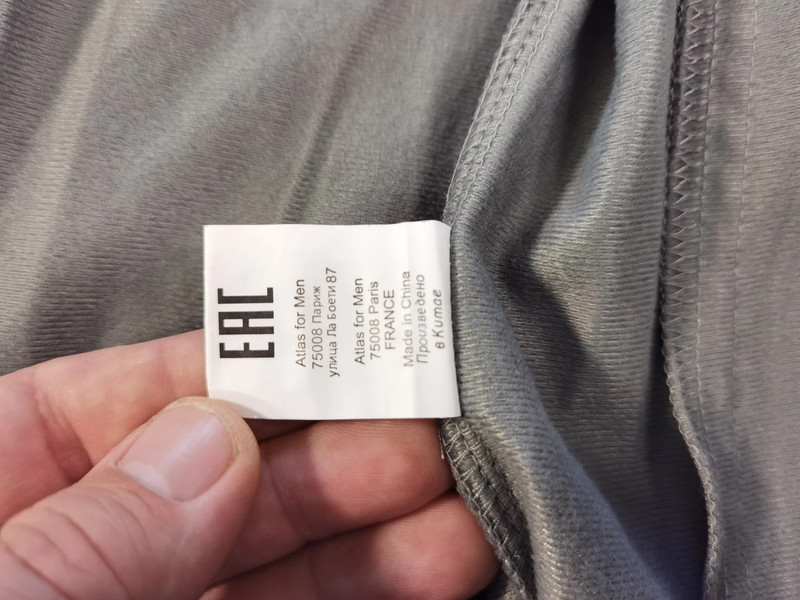 EAC
Atlas for Men
75008 Париж
улица Ла Боети 87
Atlas for Men
75008 Paris
FRANCE
Made in China
Произведено
в Китае